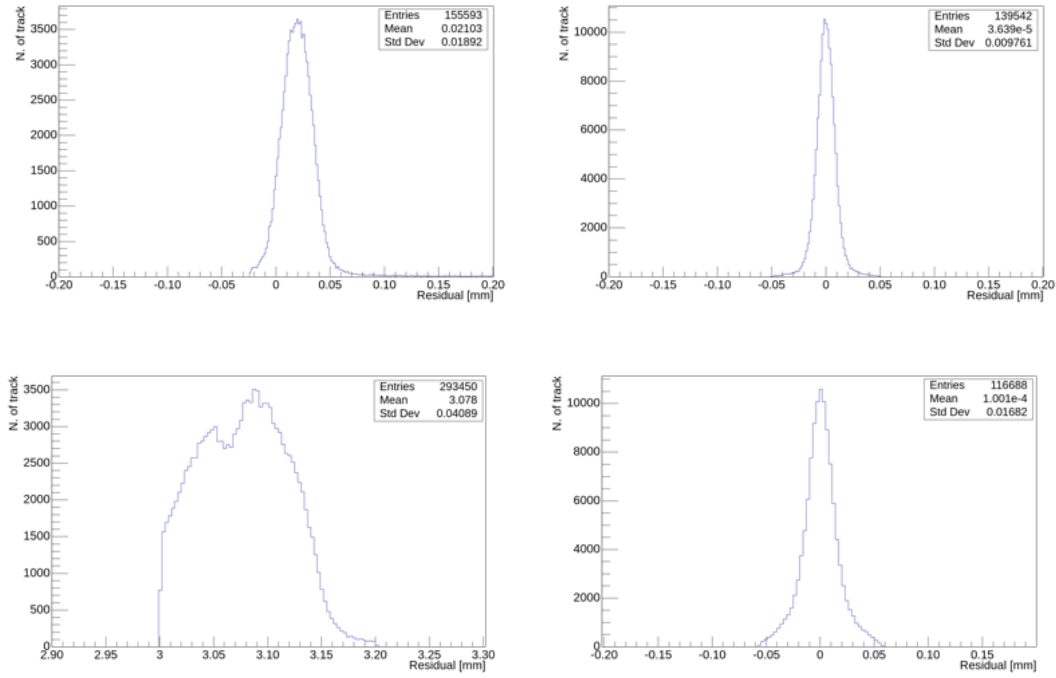 N. of track
Entries 155593
Mean 0.02103
Std Dev 0.01892
3500
3000
2500
2000
1500
1000
500
0
-0.20 -0.15 -0.10 -0.05 0 0.05 0.10 0.15 0.20
Residual [mm]
N. of track
Entries 139542
Mean 3.639e-5
Std Dev 0.009761
10000
8000
6000
4000
2000
0
-0.20 -0.15 -0.10 -0.05 0 0.05 0.10 0.15 0.20
Residual [mm]
N. of track
Entries 293450
Mean 3.078
Std Dev 0.04089
3500
3000
2500
2000
1500
1000
500
0
2.90 2.95 3 3.05 3.10 3.15 3.20 3.25 3.30
Residual [mm]
N. of track
Entries 116688
Mean 1.001e-4
Std Dev 0.01682
10000
8000
6000
4000
2000
0
-0.20 -0.15 -0.10 -0.05 0 0.05 0.10 0.15
Residual [mm]